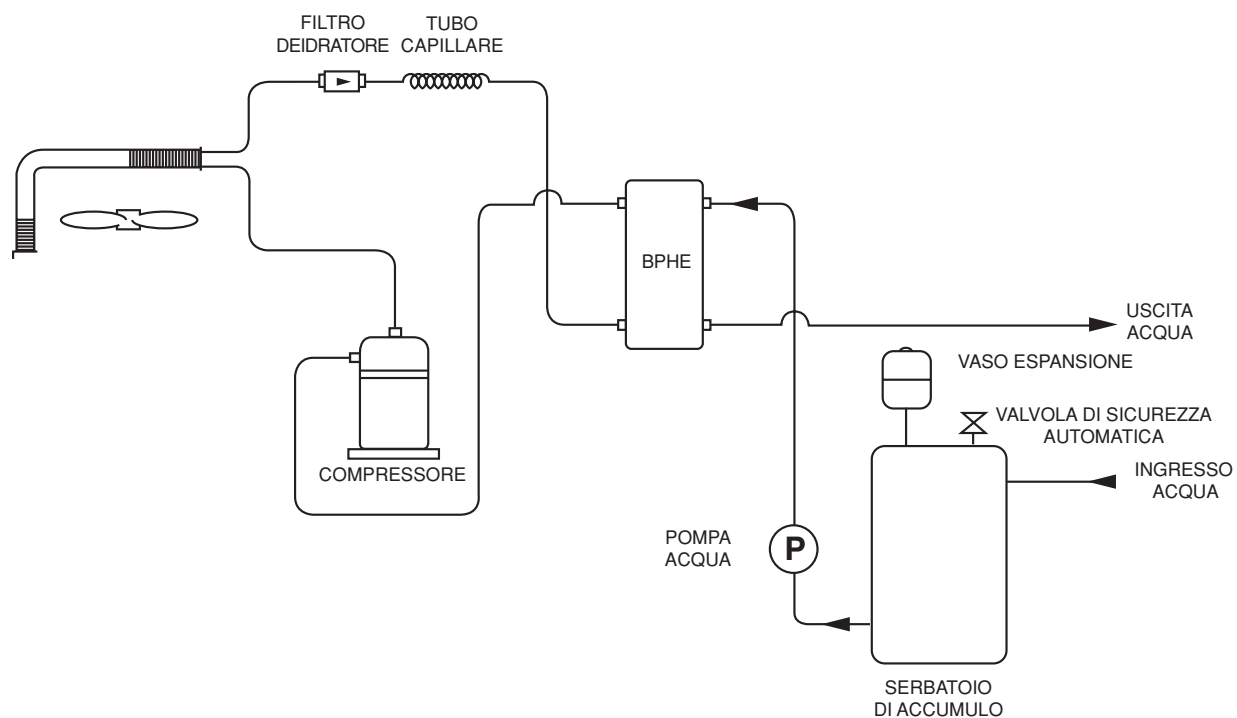 FILTRO
DEIDRATORE
TUBO
CAPILLARE
BPHE
USCITA
ACQUA
VASO ESPANSIONE
VALVOLA DI SICUREZZA
AUTOMATICA
COMPRESSORE
INGRESSO
ACQUA
POMPA
ACQUA
P
SERBATOIO
DI ACCUMULO